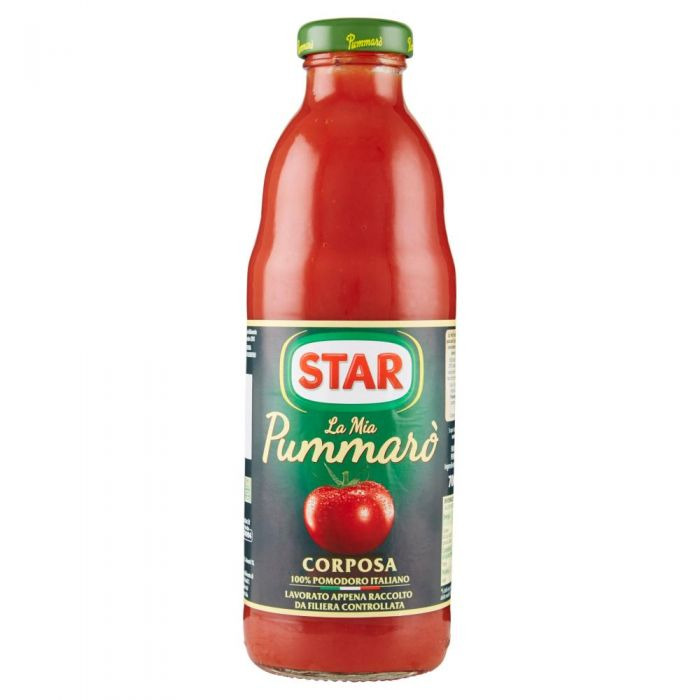 Pummarò
STAR
La Mia
Pummarò
CORPOSA
100% POMODORO ITALIANO
LAVORATO APPENA RACCOLTO
DA FILIERA CONTROLLATA